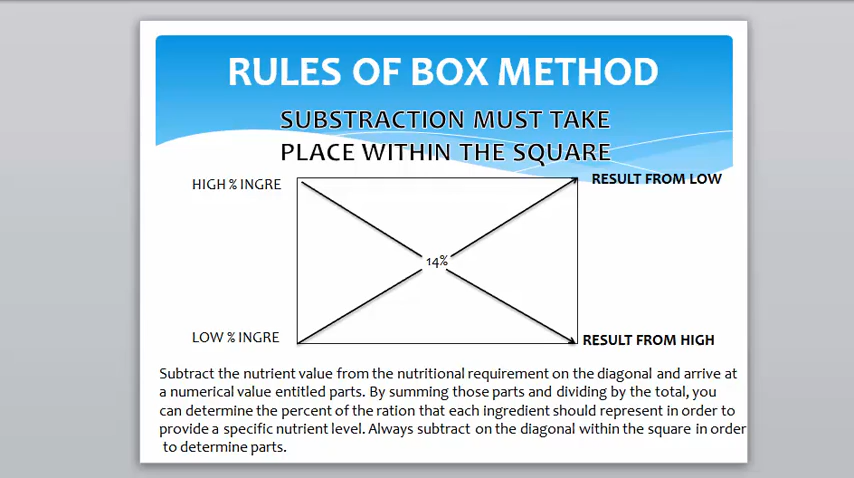 RULES OF BOX METHOD
SUBSTRACTION MUST TAKE
PLACE WITHIN THE SQUARE
HIGH % INGRE
RESULT FROM LOW
14%
LOW % INGRE
RESULT FROM HIGH
Subtract the nutrient value from the nutritional requirement on the diagonal and arrive at
a numerical value entitled parts. By summing those parts and dividing by the total, you
can determine the percent of the ration that each ingredient should represent in order to
provide a specific nutrient level. Always subtract on the diagonal within the square in order
to determine parts.